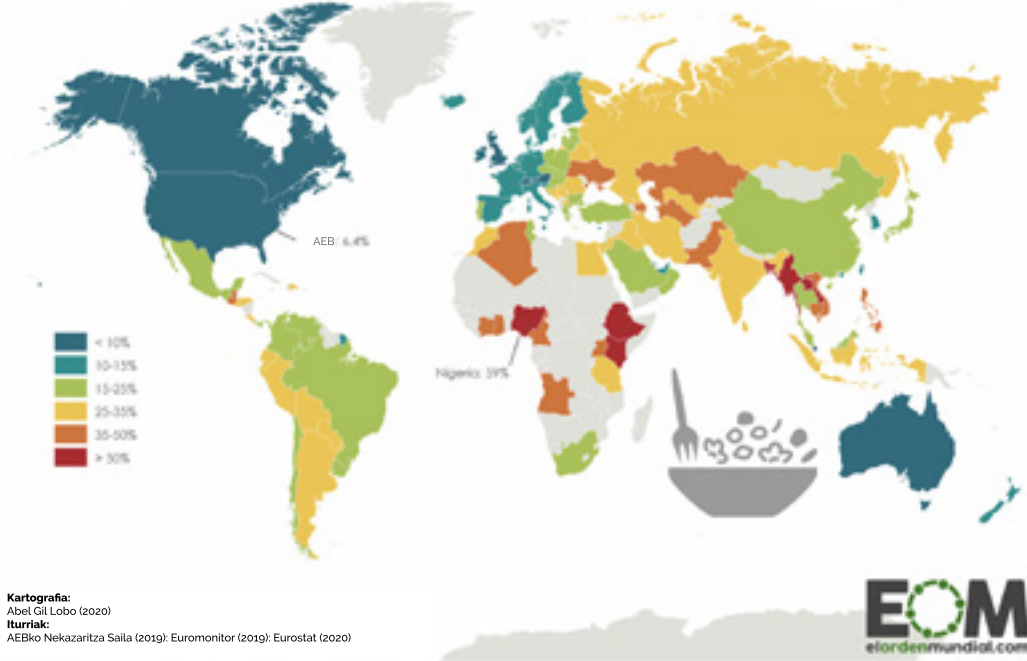 AEB: 6.4%
< 10%
10-15%
15-25%
25-35%
35-50%
> 50%
Nigeria: 59%
Kartografia:
Abel Gil Lobo (2020)
Iturriak:
AEBko Nekazaritza Saila (2019): Euromonitor (2019): Eurostat (2020)
EOM
elordenmundial.com